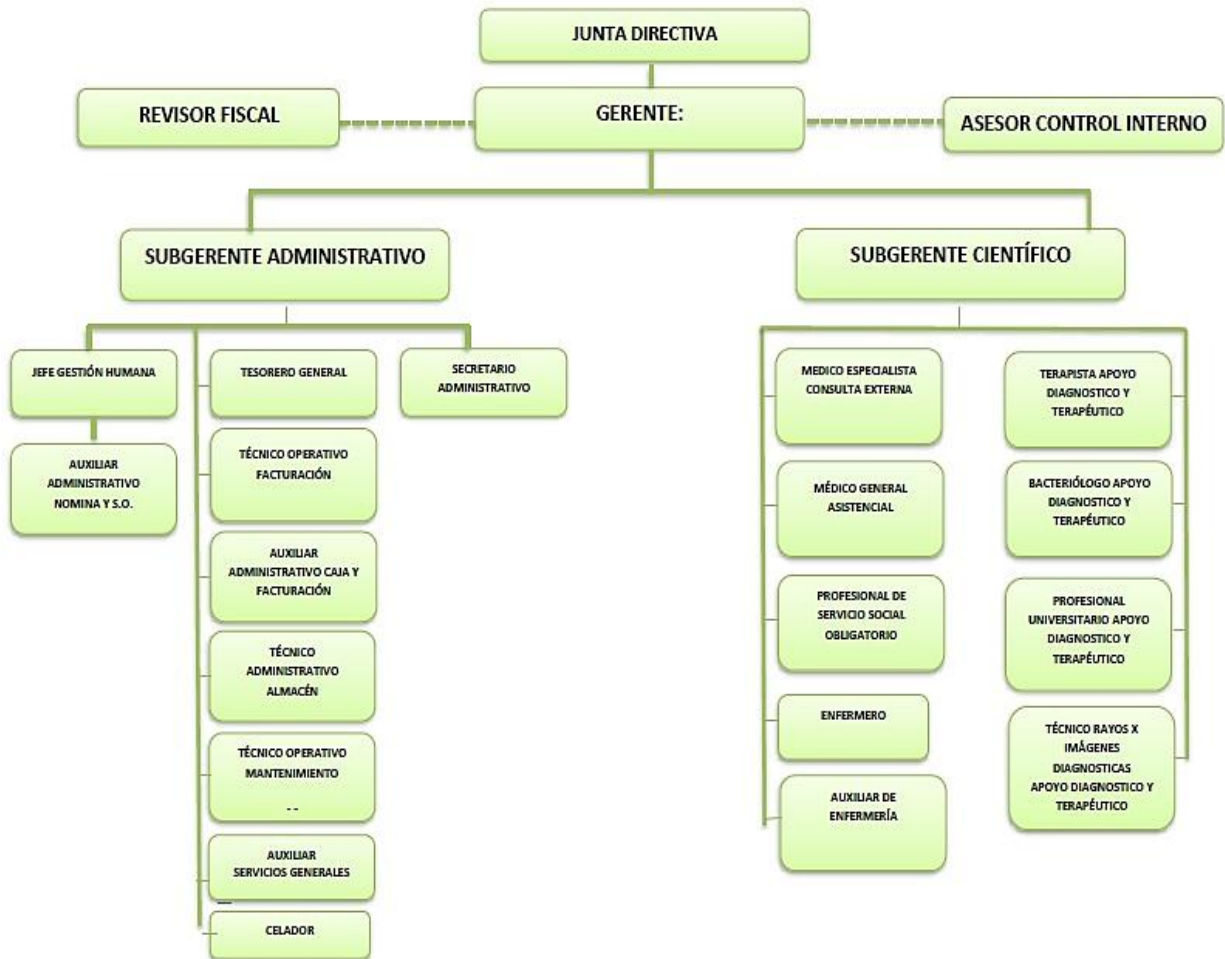 JUNTA DIRECTIVA
REVISOR FISCAL
GERENTE:
ASESOR CONTROL INTERNO
SUBGERENTE ADMINISTRATIVO
SUBGERENTE CIENTÍFICO
JEFE GESTIÓN HUMANA
AUXILIAR
ADMINISTRATIVO
NOMINA Y S.O.
TESORERO GENERAL
TÉCNICO OPERATIVO
FACTURACIÓN
AUXILIAR
ADMINISTRATIVO CAJA Y
FACTURACIÓN
TÉCNICO
ADMINISTRATIVO
ALMACÉN
TÉCNICO OPERATIVO
MANTENIMIENTO
- -
AUXILIAR
SERVICIOS GENERALES
CELADOR
SECRETARIO
ADMINISTRATIVO
MEDICO ESPECIALISTA
CONSULTA EXTERNA
MÉDICO GENERAL
ASISTENCIAL
PROFESIONAL DE
SERVICIO SOCIAL
OBLIGATORIO
ENFERMERO
AUXILIAR DE
ENFERMERÍA
TERAPISTA APOYO
DIAGNOSTICO Y
TERAPÉUTICO
BACTERIÓLOGO APOYO
DIAGNOSTICO Y
TERAPÉUTICO
PROFESIONAL
UNIVERSITARIO APOYO
DIAGNOSTICO Y
TERAPÉUTICO
TÉCNICO RAYOS X
IMÁGENES
DIAGNOSTICAS
APOYO DIAGNOSTICO Y
TERAPÉUTICO